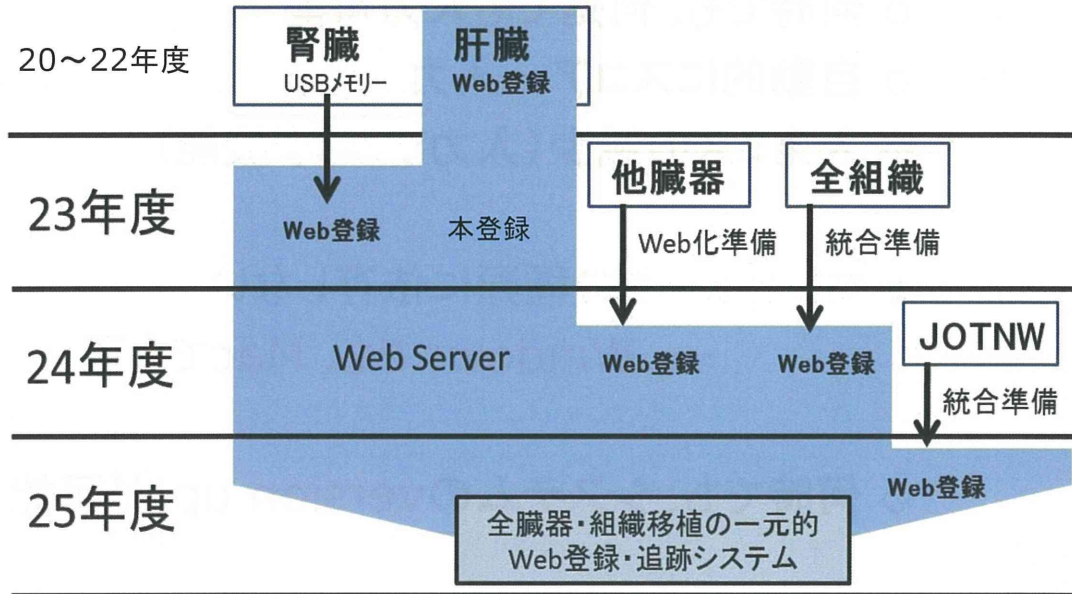 20～22年度
腎臓
USBメモリー
肝臓
Web登録
23年度
Web登録
本登録
他臓器
Web化準備
全組織
統合準備
24年度
Web Server
Web登録
Web登録
JOTNW
統合準備
25年度
Web登録
全臓器・組織移植の一元的
Web登録・追跡システム